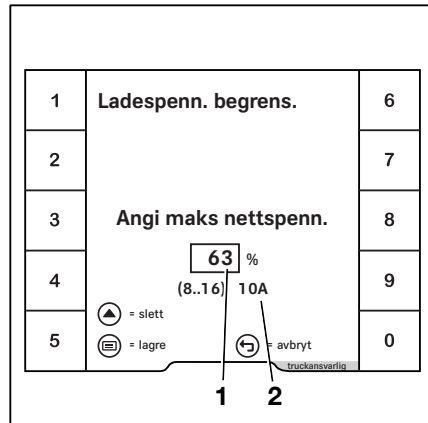 1 Ladespenn. begrens. 6
2 7
3 Angi maks nettspenn. 8
63 %
4 (8..16) 10A 9
= slett
5 = lagre = avbryt 0
truckansvarlig
1 2